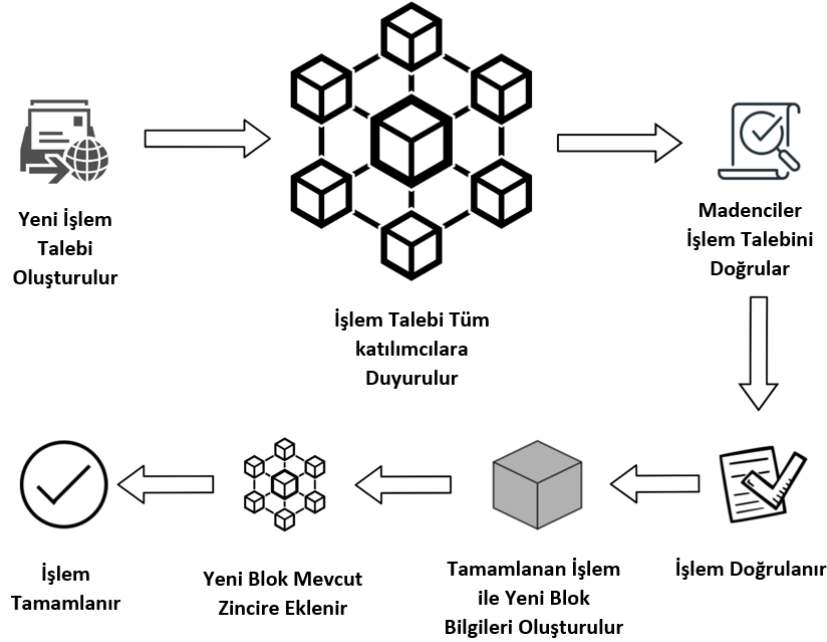 Yeni İşlem
Talebi
Oluşturulur
İşlem Talebi Tüm
katılımcılara
Duyurulur
Madenciler
İşlem Talebini
Doğrular
İşlem Doğrulanır
Tamamlanan İşlem
ile Yeni Blok
Bilgileri Oluşturulur
Yeni Blok Mevcut
Zincire Eklenir
İşlem
Tamamlanır